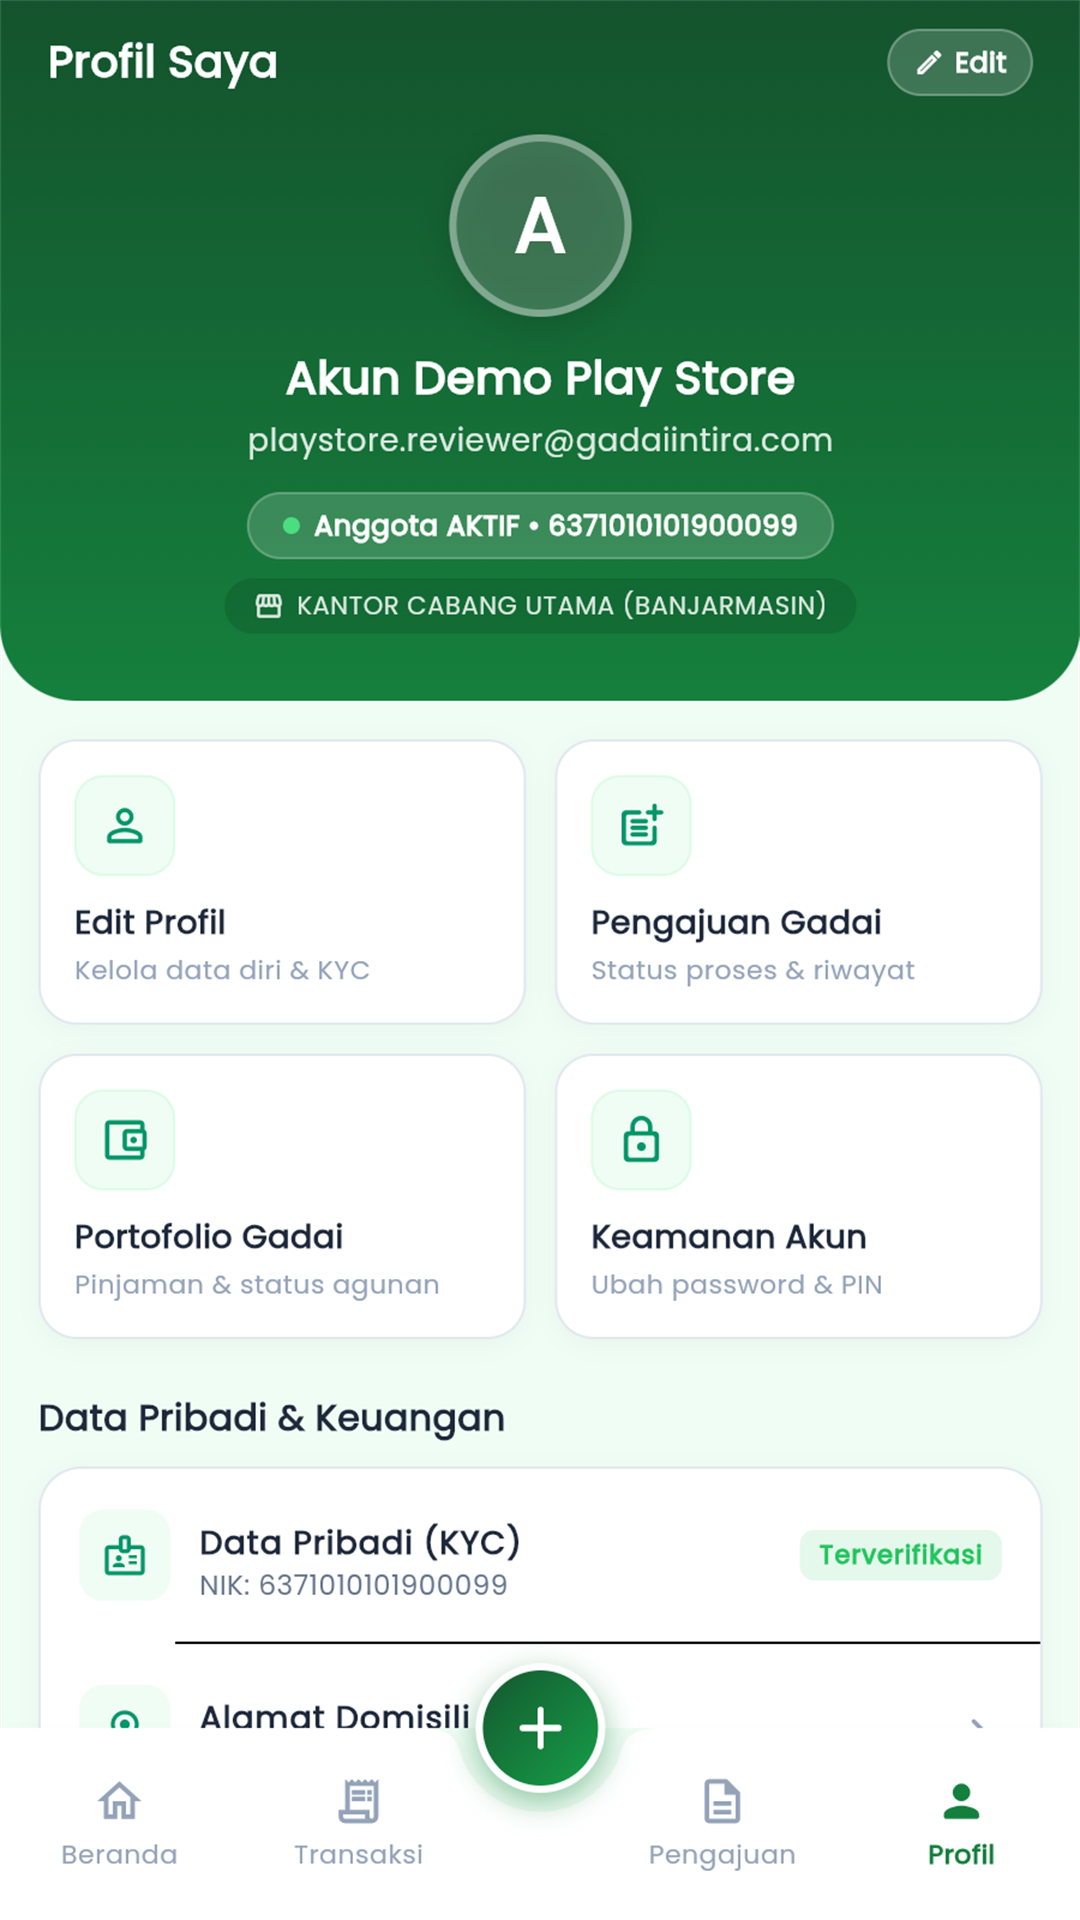 Profil Saya
Edit
A
Akun Demo Play Store
playstore.reviewer@gadaiintira.com
Anggota AKTIF • 6371010101900099
KANTOR CABANG UTAMA (BANJARMASIN)
Edit Profil
Kelola data diri & KYC
Pengajuan Gadai
Status proses & riwayat
Portofolio Gadai
Pinjaman & status agunan
Keamanan Akun
Ubah password & PIN
Data Pribadi & Keuangan
Data Pribadi (KYC)
NIK: 6371010101900099
Terverifikasi
Alamat Domisili
Beranda
Transaksi
Pengajuan
Profil